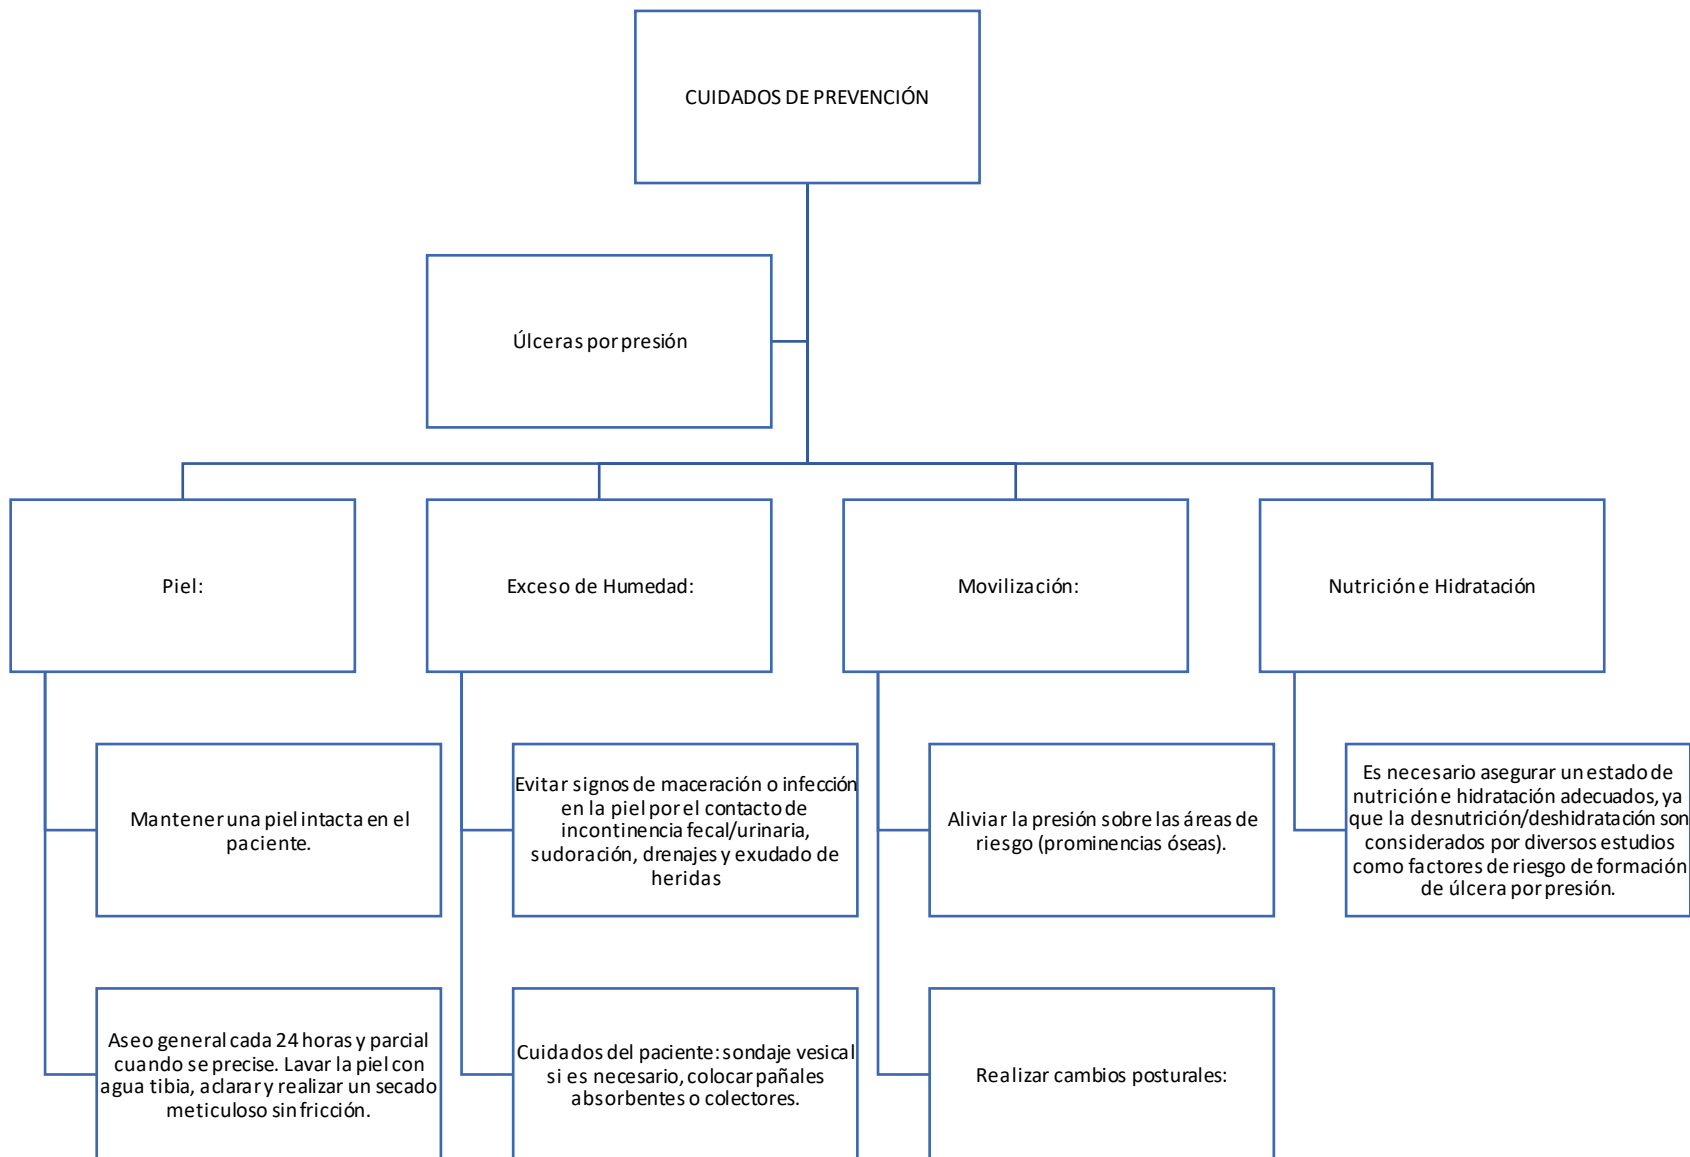 CUIDADOS DE PREVENCIÓN
Úlceras por presión
Piel:
Exceso de Humedad:
Movilización:
Nutrición e Hidratación
Mantener una piel intacta en el
paciente.
Evitar signos de maceración o infección
en la piel por el contacto de
incontinencia fecal/urinaria,
sudoración, drenajes y exudado de
heridas
Aliviar la presión sobre las áreas de
riesgo (prominencias óseas).
Es necesario asegurar un estado de
nutrición e hidratación adecuados, ya
que la desnutrición/deshidratación son
considerados por diversos estudios
como factores de riesgo de formación
de úlcera por presión.
Aseo general cada 24 horas y parcial
cuando se precise. Lavar la piel con
agua tibia, aclarar y realizar un secado
meticuloso sin fricción.
Cuidados del paciente: sondaje vesical
si es necesario, colocar pañales
absorbentes o colectores.
Realizar cambios posturales: